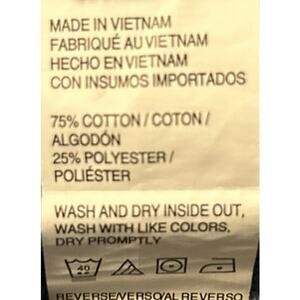 MADE IN VIETNAM
FABRIQUÉ AU VIETNAM
HECHO EN VIETNAM
CON INSUMOS IMPORTADOS
75% COTTON / COTON /
ALGODÓN
25% POLYESTER /
POLIÉSTER
WASH AND DRY INSIDE OUT,
WASH WITH LIKE COLORS,
DRY PROMPTLY
40
REVERSE/VERSO/AL REVERSO